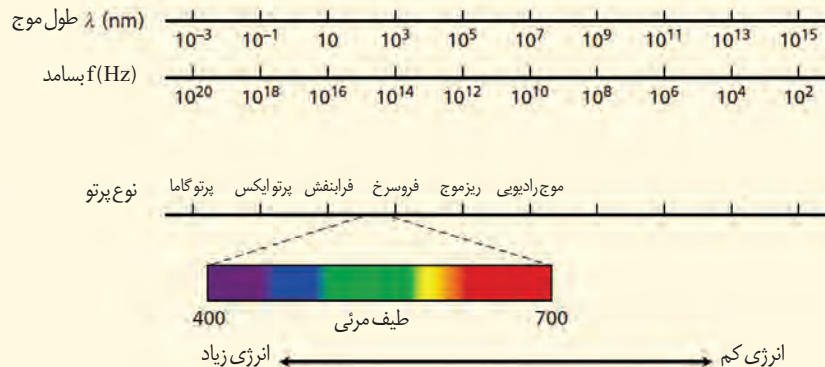 طول موج λ (nm)
10⁻³ 10⁻¹ 10 10³ 10⁵ 10⁷ 10⁹ 10¹¹ 10¹³ 10¹⁵
بسامد f(Hz)
10²⁰ 10¹⁸ 10¹⁶ 10¹⁴ 10¹² 10¹⁰ 10⁸ 10⁶ 10⁴ 10²
نوع پرتو
پرتو گاما پرتو ایکس فرابنفش فروسرخ ریزموج موج رادیویی
400 طیف مرئی 700
انرژی زیاد انرژی کم